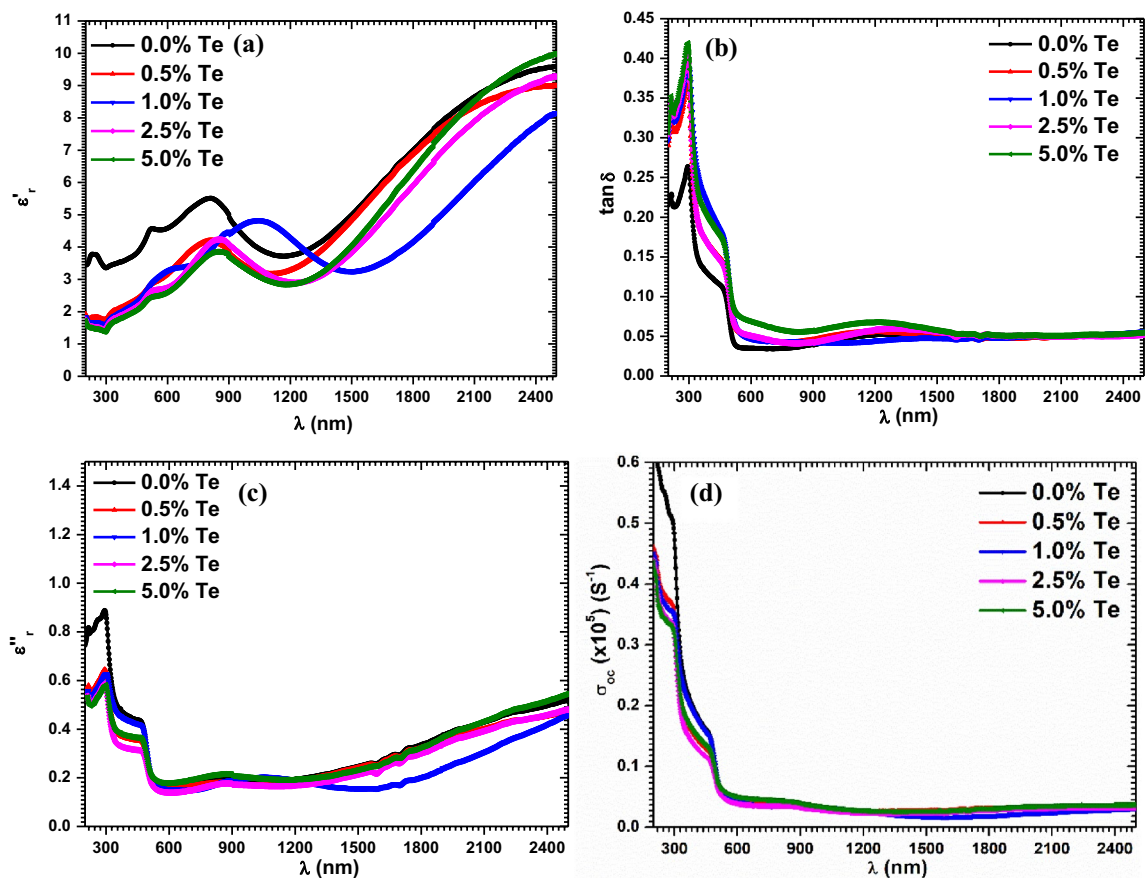 (a)
0.0% Te
0.5% Te
1.0% Te
2.5% Te
5.0% Te
11
10
9
8
7
6
5
4
3
2
1
0
ε'r
300 600 900 1200 1500 1800 2100 2400
λ (nm)
(b)
0.0% Te
0.5% Te
1.0% Te
2.5% Te
5.0% Te
0.45
0.40
0.35
0.30
0.25
0.20
0.15
0.10
0.05
0.00
tan δ
300 600 900 1200 1500 1800 2100 2400
λ (nm)
(c)
0.0% Te
0.5% Te
1.0% Te
2.5% Te
5.0% Te
1.4
1.2
1.0
0.8
0.6
0.4
0.2
0.0
ε''r
300 600 900 1200 1500 1800 2100 2400
λ (nm)
(d)
0.0% Te
0.5% Te
1.0% Te
2.5% Te
5.0% Te
0.6
0.5
0.4
0.3
0.2
0.1
0.0
σoc (x10⁵) (S⁻¹)
300 600 900 1200 1500 1800 2100 2400
λ (nm)